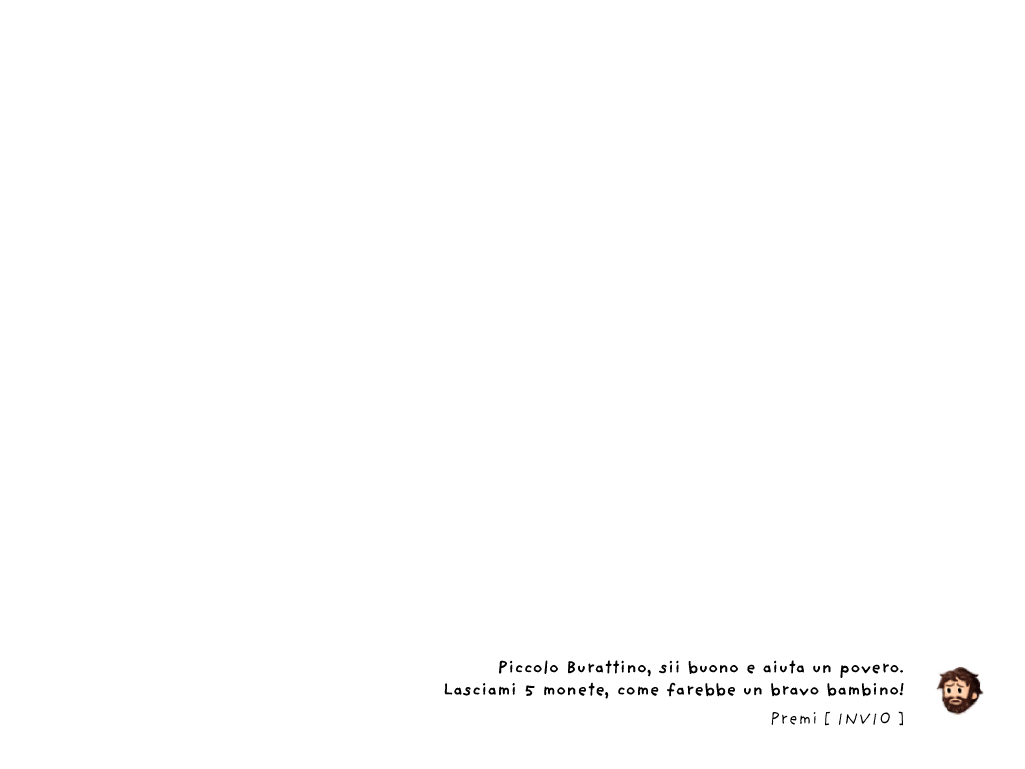 Piccolo Burattino, sii buono e aiuta un povero.
Lasciami 5 monete, come farebbe un bravo bambino!
Premi [ INVIO ]